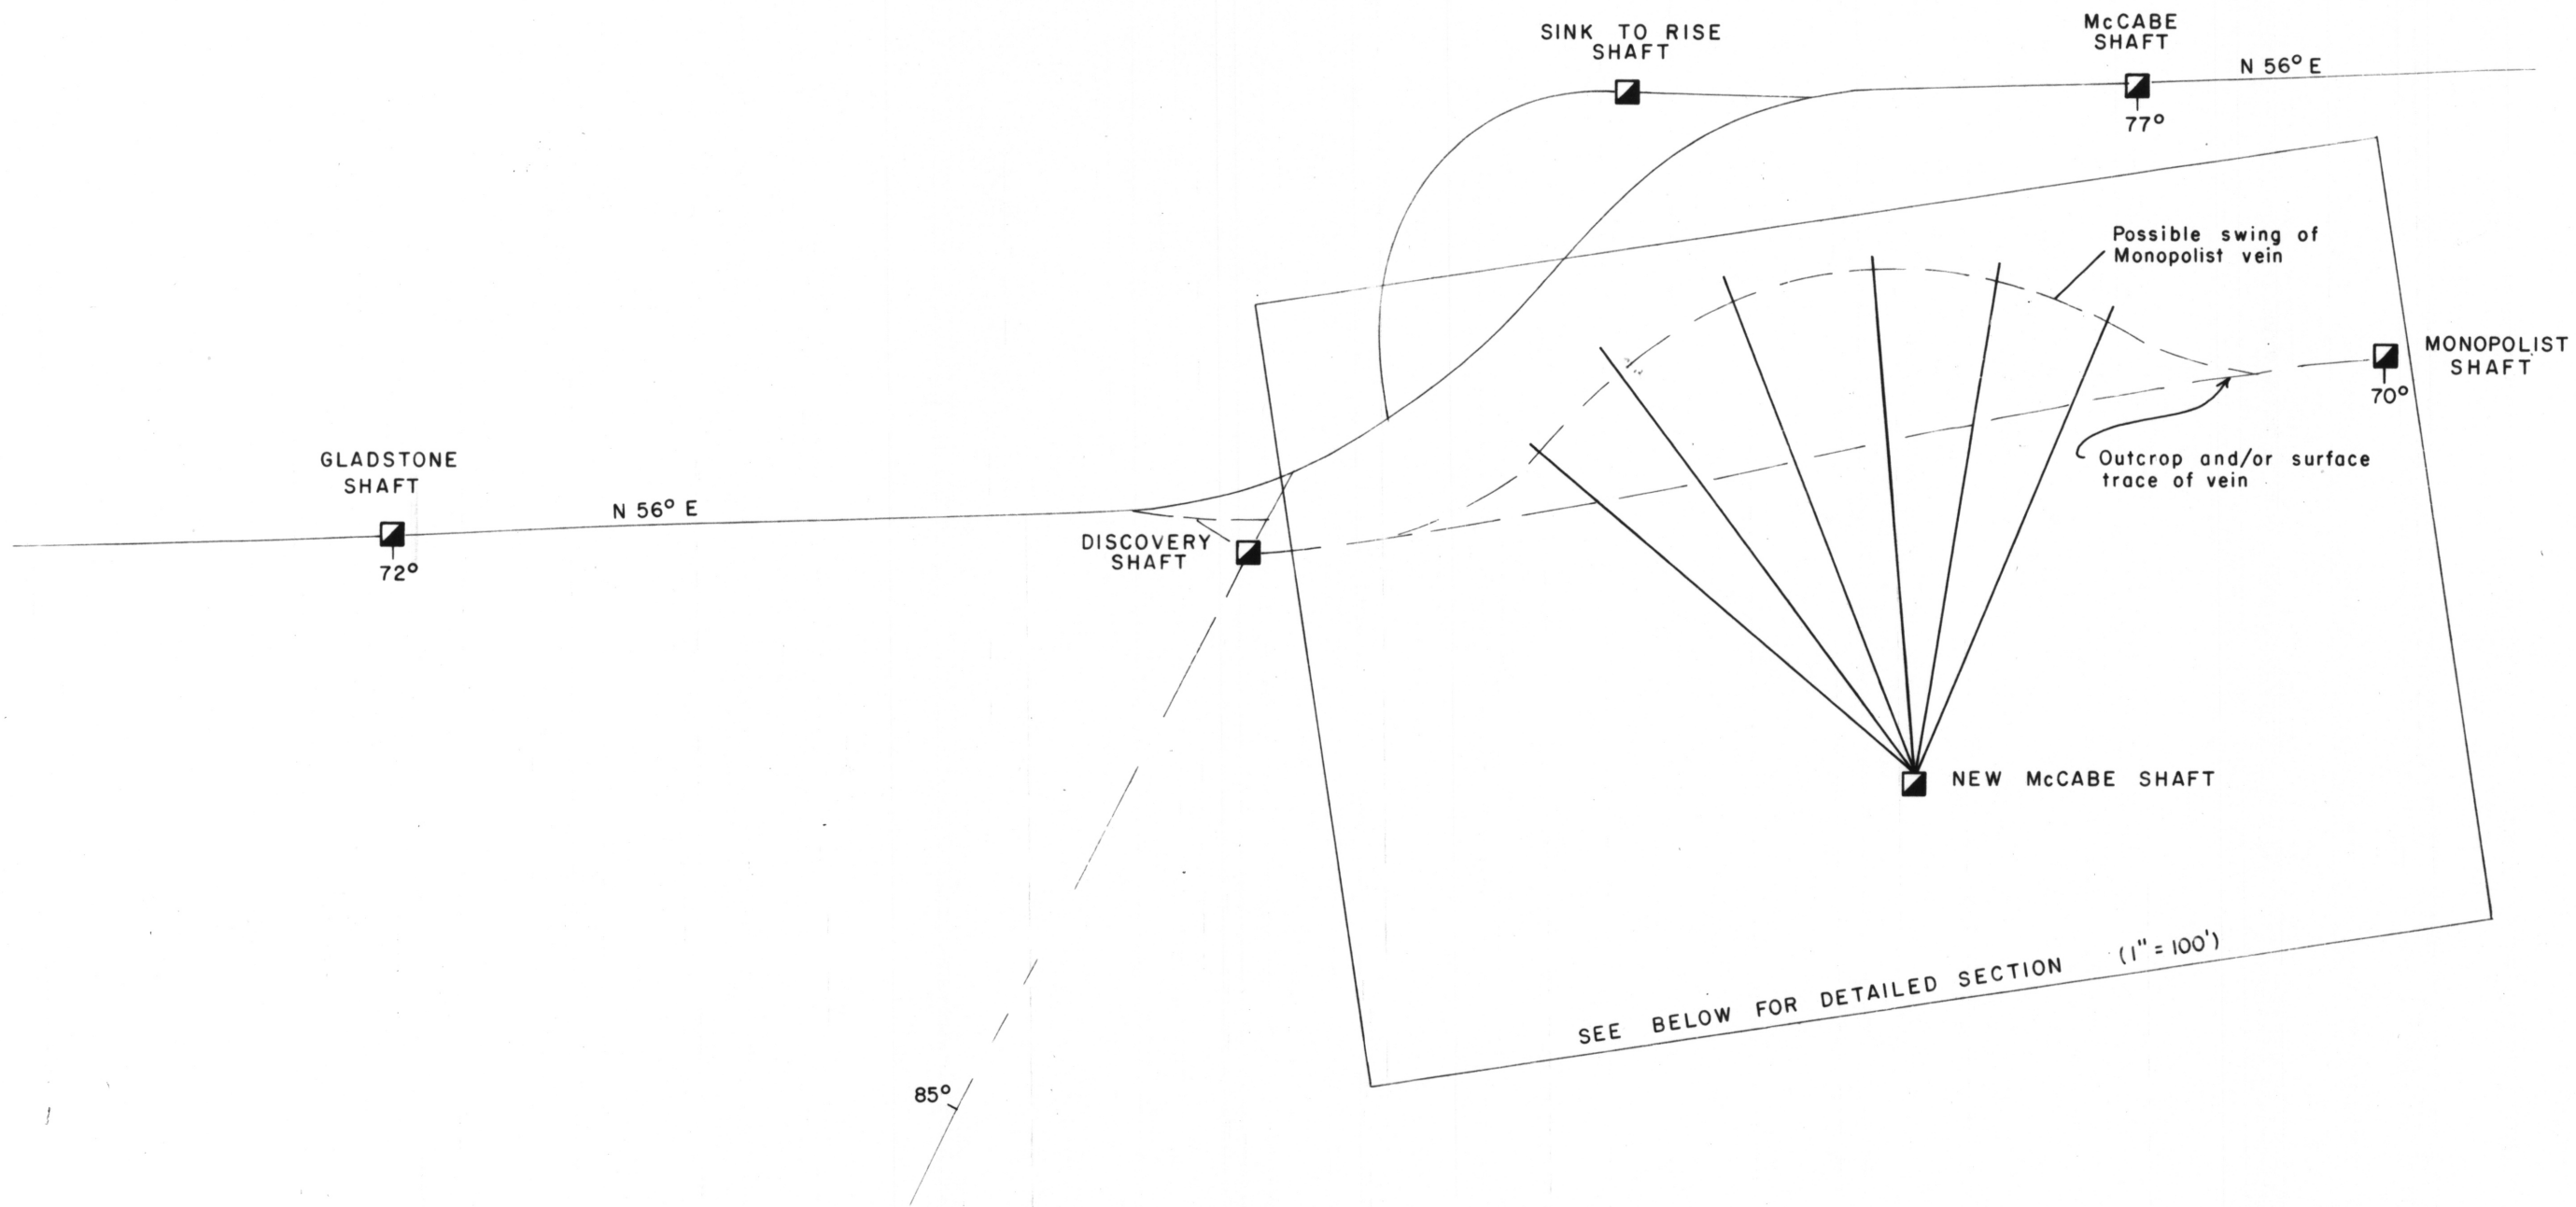 SINK TO RISE
SHAFT
McCABE
SHAFT
N 56° E
77°
Possible swing of
Monopolist vein
MONOPOLIST
SHAFT
70°
Outcrop and/or surface
trace of vein
GLADSTONE
SHAFT
72°
N 56° E
DISCOVERY
SHAFT
NEW McCABE SHAFT
SEE BELOW FOR DETAILED SECTION (1" = 100')
85°